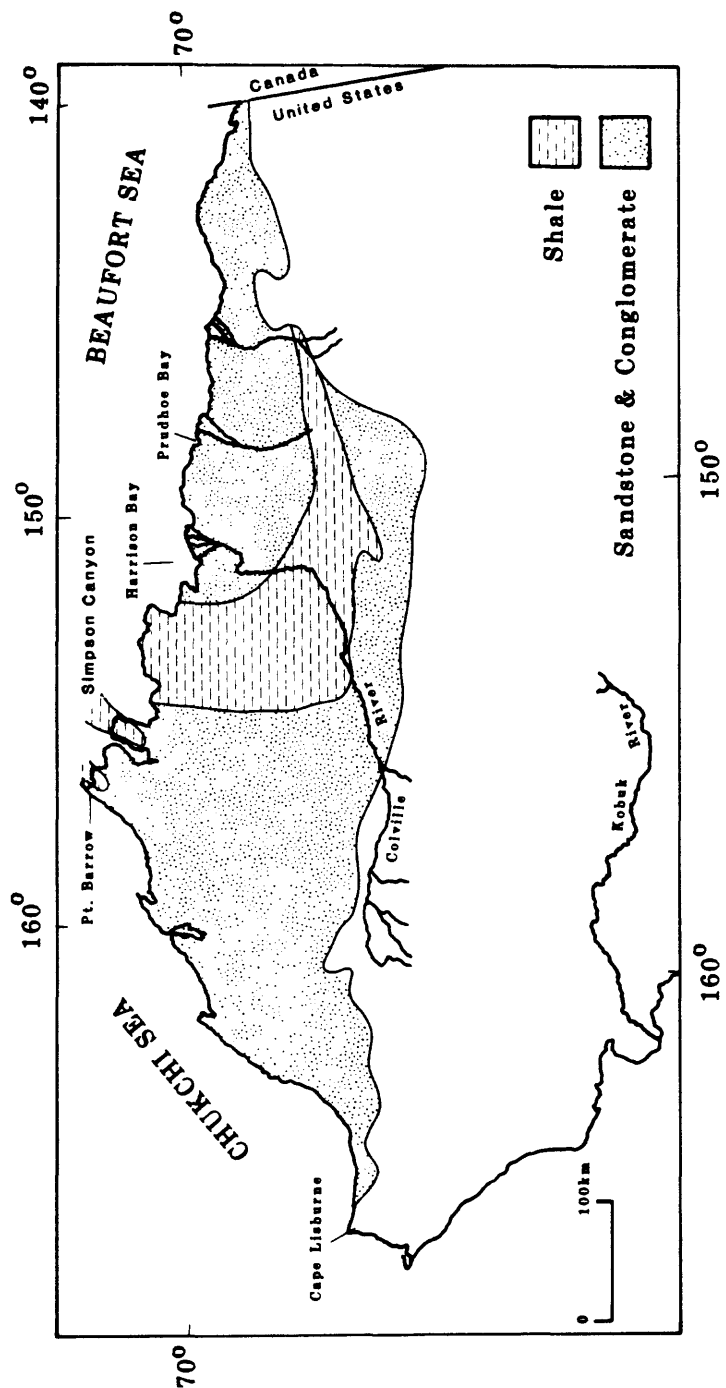 140°
150°
160°
70°
70°
BEAUFORT SEA
CHUKCHI SEA
Canada
United States
Prudhoe Bay
Harrison Bay
Simpson Canyon
Pt. Barrow
Cape Lisburne
Colville
River
Kobuk
River
Shale
Sandstone & Conglomerate
0
100km
150°
160°